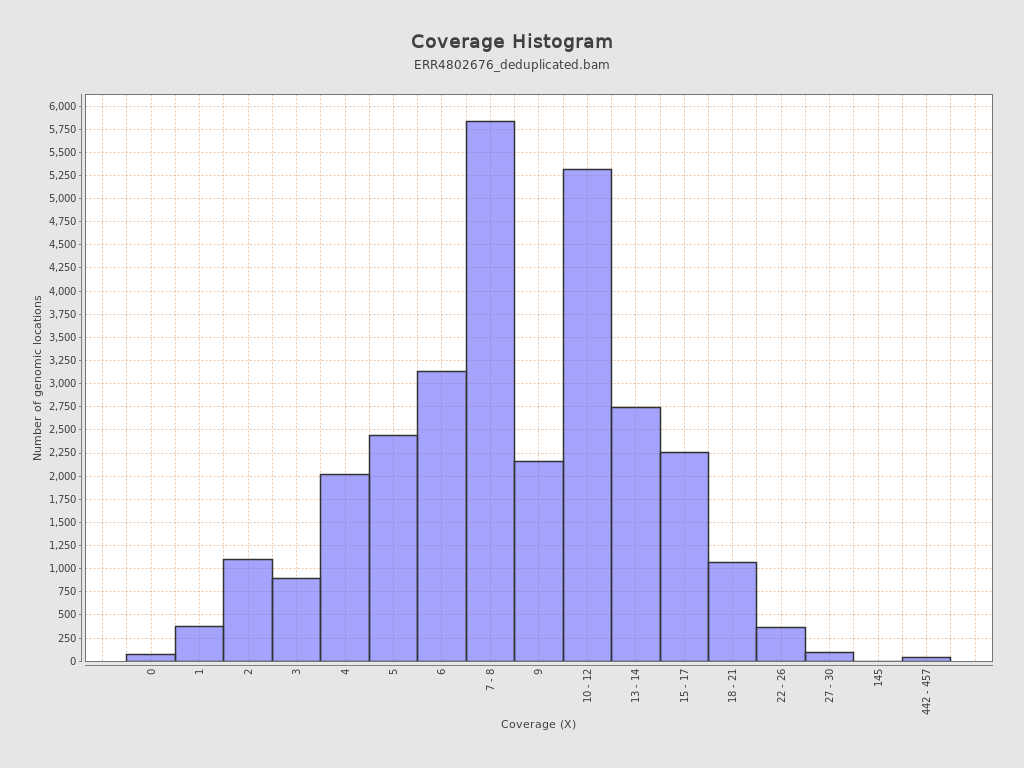 Coverage Histogram
ERR4802676_deduplicated.bam
Number of genomic locations
6,000
5,750
5,500
5,250
5,000
4,750
4,500
4,250
4,000
3,750
3,500
3,250
3,000
2,750
2,500
2,250
2,000
1,750
1,500
1,250
1,000
750
500
250
0
0
1
2
3
4
5
6
7 - 8
9
10 - 12
13 - 14
15 - 17
18 - 21
22 - 26
27 - 30
145
442 - 457
Coverage (X)